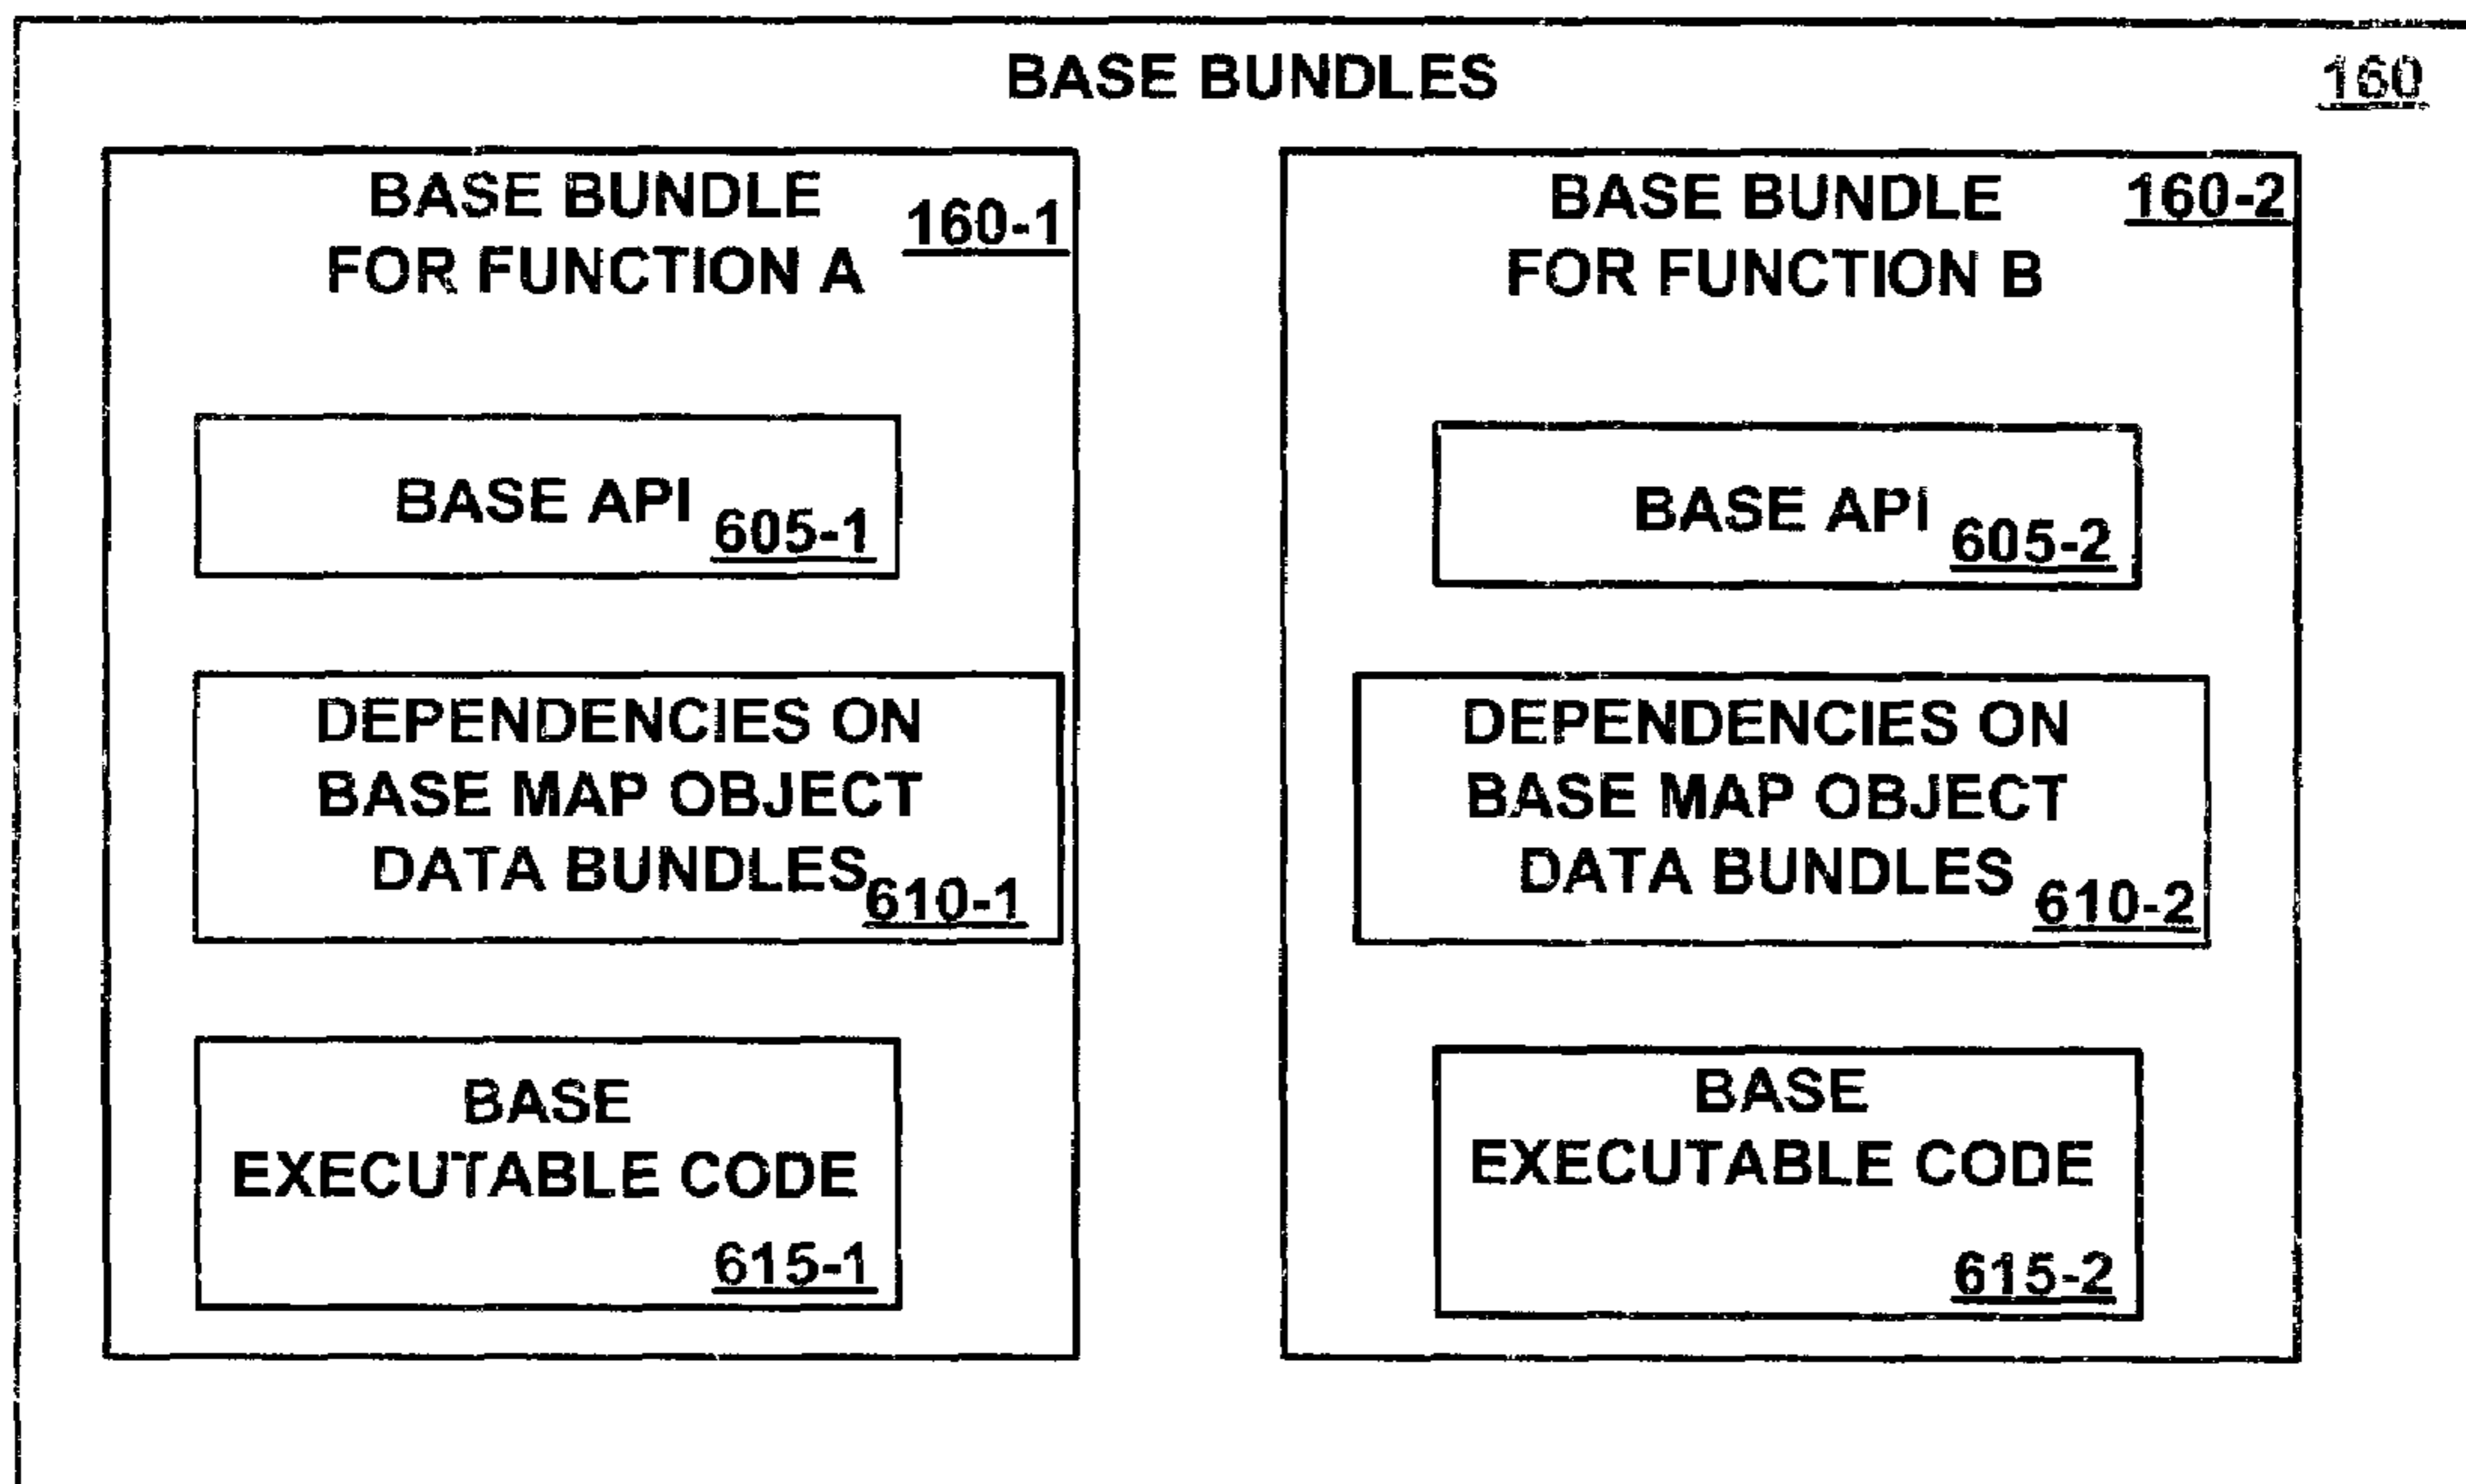 BASE BUNDLES
160
BASE BUNDLE
FOR FUNCTION A
160-1
BASE API
605-1
DEPENDENCIES ON
BASE MAP OBJECT
DATA BUNDLES
610-1
BASE
EXECUTABLE CODE
615-1
BASE BUNDLE
FOR FUNCTION B
160-2
BASE API
605-2
DEPENDENCIES ON
BASE MAP OBJECT
DATA BUNDLES
610-2
BASE
EXECUTABLE CODE
615-2